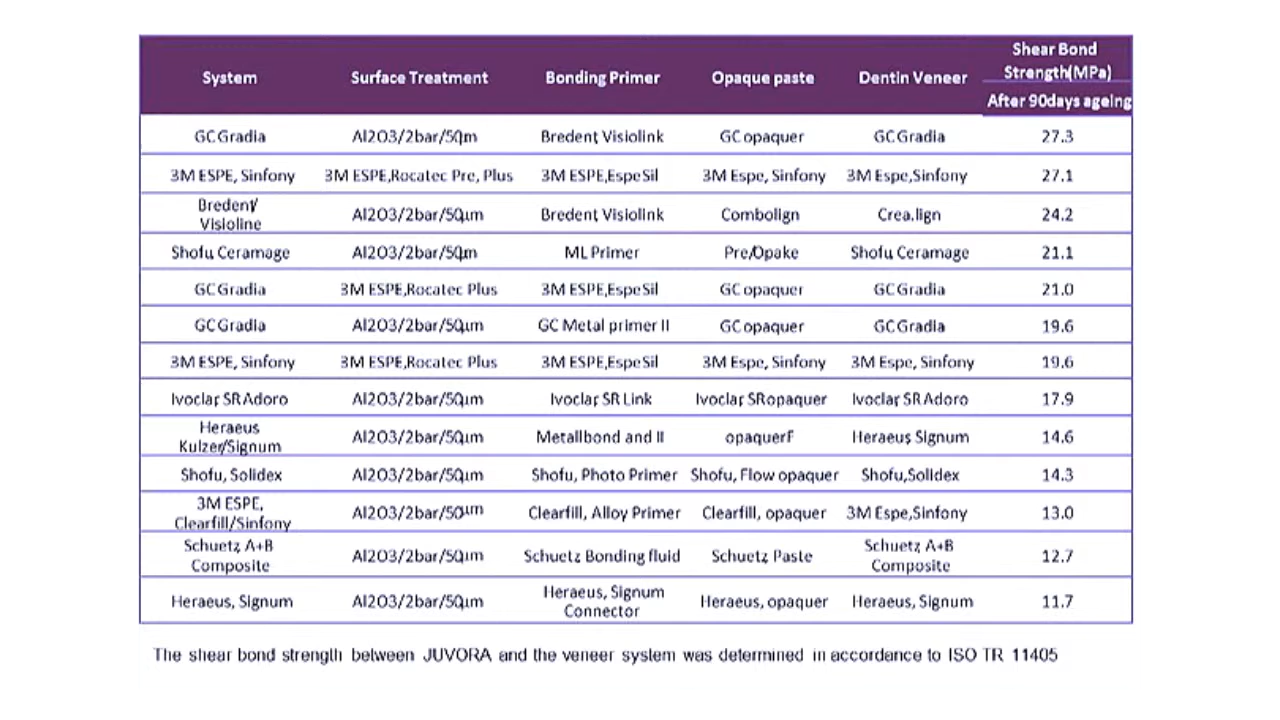 System Surface Treatment Bonding Primer Opaque paste Dentin Veneer Shear Bond Strength(MPa)
After 90days ageing
GC Gradia Al2O3/2bar/50µm Bredent Visiolink GC opaquer GC Gradia 27.3
3M ESPE, Sinfony 3M ESPE,Rocatec Pre, Plus 3M ESPE,Espe Sil 3M Espe, Sinfony 3M Espe,Sinfony 27.1
Bredent/ Visioline Al2O3/2bar/50µm Bredent Visiolink Combolign Crea.lign 24.2
Shofu Ceramage Al2O3/2bar/50µm ML Primer Pre/Opake Shofu Ceramage 21.1
GC Gradia 3M ESPE,Rocatec Plus 3M ESPE,Espe Sil GC opaquer GC Gradia 21.0
GC Gradia Al2O3/2bar/50µm GC Metal primer II GC opaquer GC Gradia 19.6
3M ESPE, Sinfony 3M ESPE,Rocatec Plus 3M ESPE,Espe Sil 3M Espe, Sinfony 3M Espe, Sinfony 19.6
Ivoclar, SR Adoro Al2O3/2bar/50µm Ivoclar, SR Link Ivoclar, SR opaquer Ivoclar, SR Adoro 17.9
Heraeus Kulzer/Signum Al2O3/2bar/50µm Metallbond and II opaquerF Heraeus, Signum 14.6
Shofu, Solidex Al2O3/2bar/50µm Shofu, Photo Primer Shofu, Flow opaquer Shofu,Solidex 14.3
3M ESPE, Clearfill/Sinfony Al2O3/2bar/50µm Clearfill, Alloy Primer Clearfill, opaquer 3M Espe,Sinfony 13.0
Schuetz, A+B Composite Al2O3/2bar/50µm Schuetz Bonding fluid Schuetz Paste Schuetz, A+B Composite 12.7
Heraeus, Signum Al2O3/2bar/50µm Heraeus, Signum Connector Heraeus, opaquer Heraeus, Signum 11.7
The shear bond strength between JUVORA and the veneer system was determined in accordance to ISO TR 11405